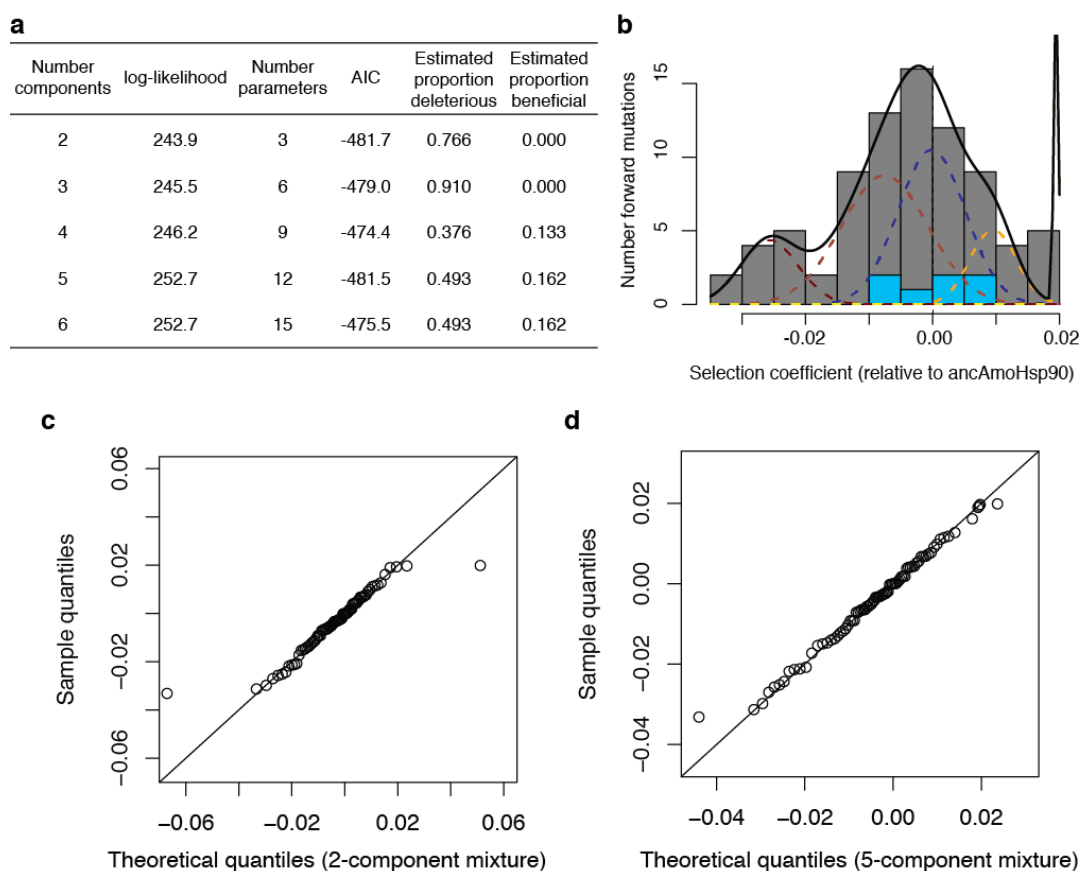 a
Number components
log-likelihood
Number parameters
AIC
Estimated proportion deleterious
Estimated proportion beneficial
2 243.9 3 -481.7 0.766 0.000
3 245.5 6 -479.0 0.910 0.000
4 246.2 9 -474.4 0.376 0.133
5 252.7 12 -481.5 0.493 0.162
6 252.7 15 -475.5 0.493 0.162
b
Number forward mutations
15
10
5
0
-0.02 0.00 0.02
Selection coefficient (relative to ancAmoHsp90)
c
Sample quantiles
0.06
0.02
−0.02
−0.06
−0.06 −0.02 0.02 0.06
Theoretical quantiles (2-component mixture)
d
Sample quantiles
0.02
0.00
−0.02
−0.04
−0.04 −0.02 0.00 0.02
Theoretical quantiles (5-component mixture)